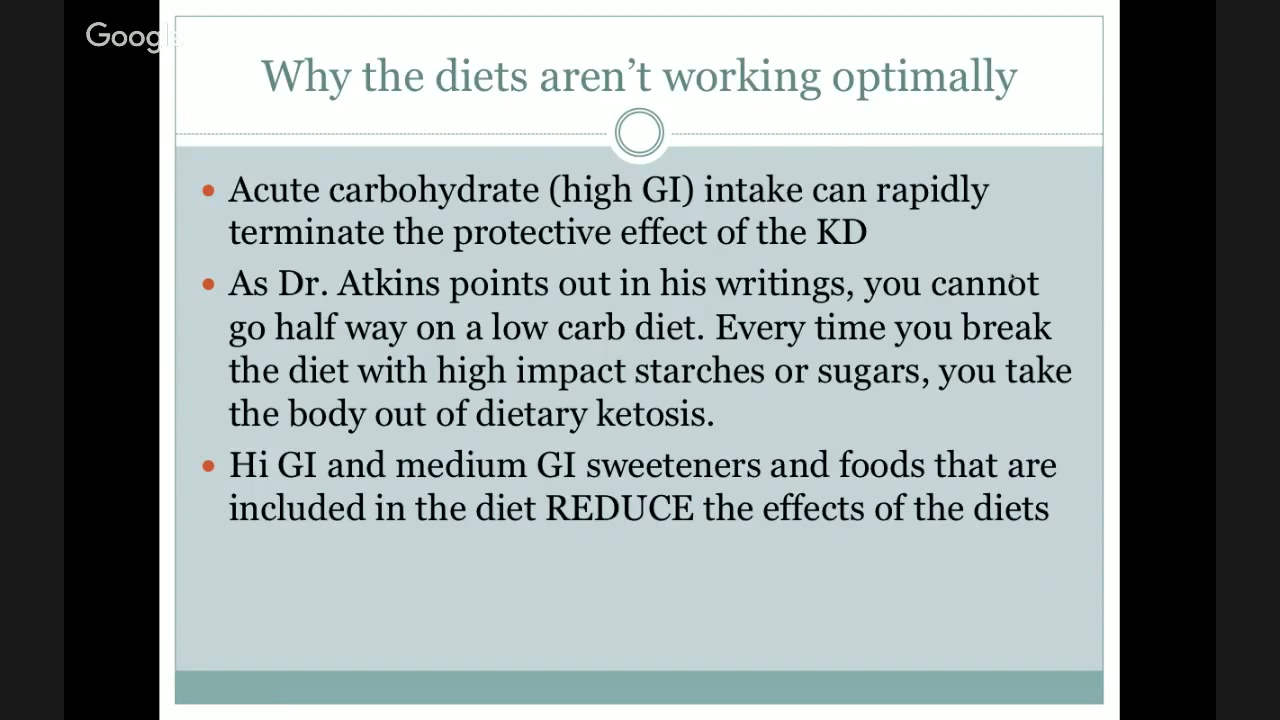 Google
Why the diets aren’t working optimally
• Acute carbohydrate (high GI) intake can rapidly
terminate the protective effect of the KD
• As Dr. Atkins points out in his writings, you cannot
go half way on a low carb diet. Every time you break
the diet with high impact starches or sugars, you take
the body out of dietary ketosis.
• Hi GI and medium GI sweeteners and foods that are
included in the diet REDUCE the effects of the diets